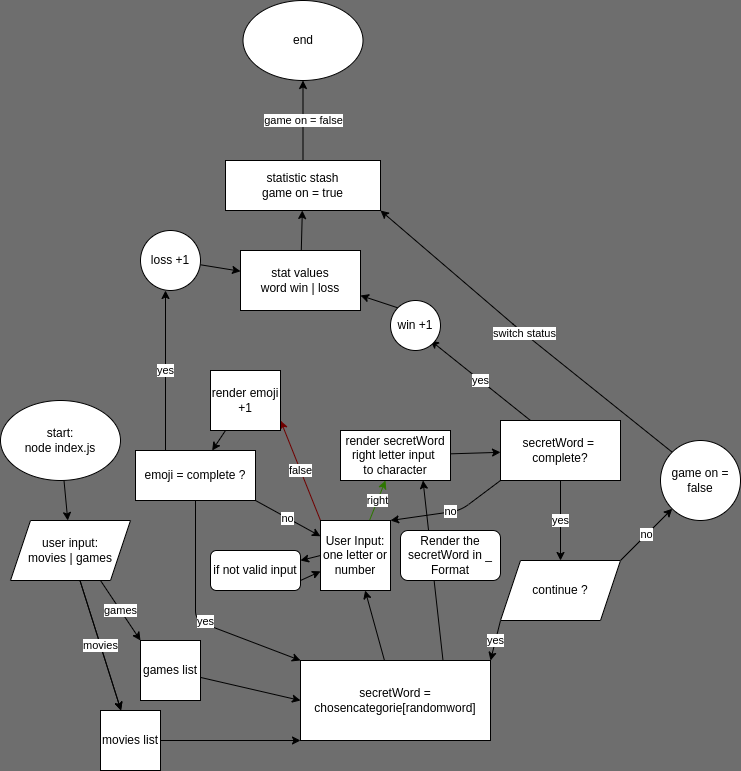 end
game on = false
statistic stash
game on = true
loss +1
stat values
word win | loss
win +1
switch status
yes
yes
render emoji
+1
start:
node index.js
render secretWord
right letter input
to character
secretWord =
complete?
emoji = complete ?
false
game on =
false
right
no
no
yes
no
user input:
movies | games
User Input:
one letter or
number
Render the
secretWord in _
Format
if not valid input
continue ?
games
yes
movies
yes
games list
secretWord =
chosencategorie[randomword]
movies list